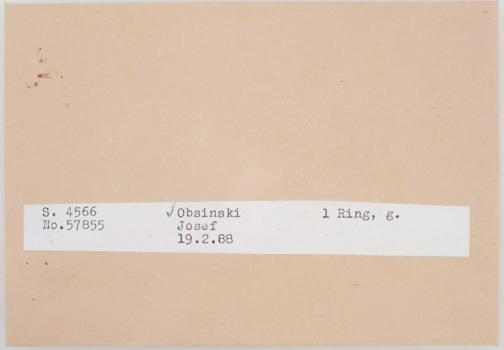 S. 4566 ✓Obsinski 1 Ring, g.
No.57855 Josef
19.2.88